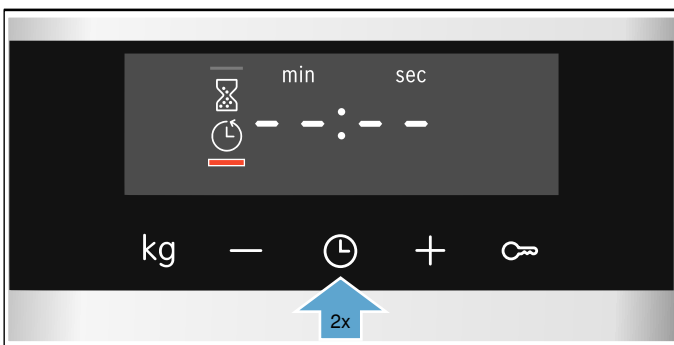 min sec
– –:– –
kg – +
2x